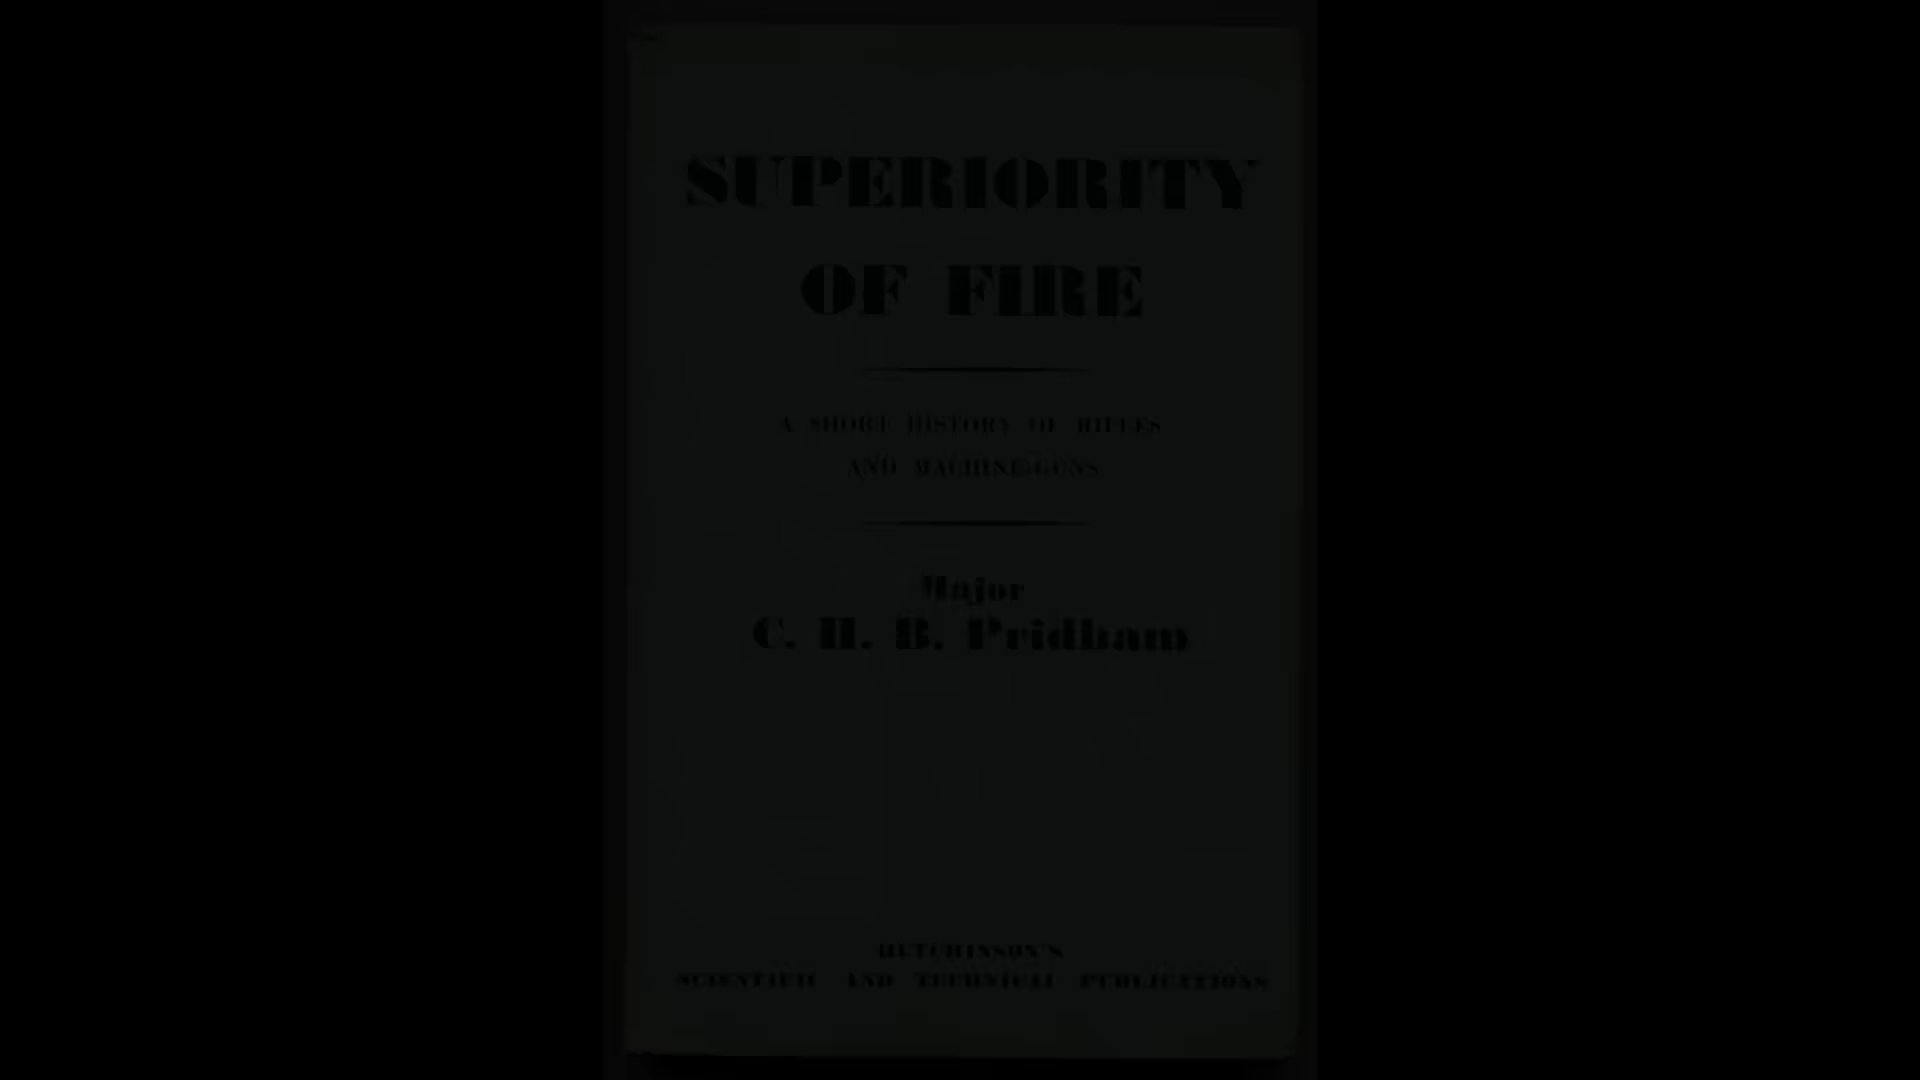 SUPERIORITY
OF FIRE
A SHORT HISTORY OF RIFLES
AND MACHINE-GUNS
Major
C. H. B. Pridham
HUTCHINSON'S
SCIENTIFIC AND TECHNICAL PUBLICATIONS